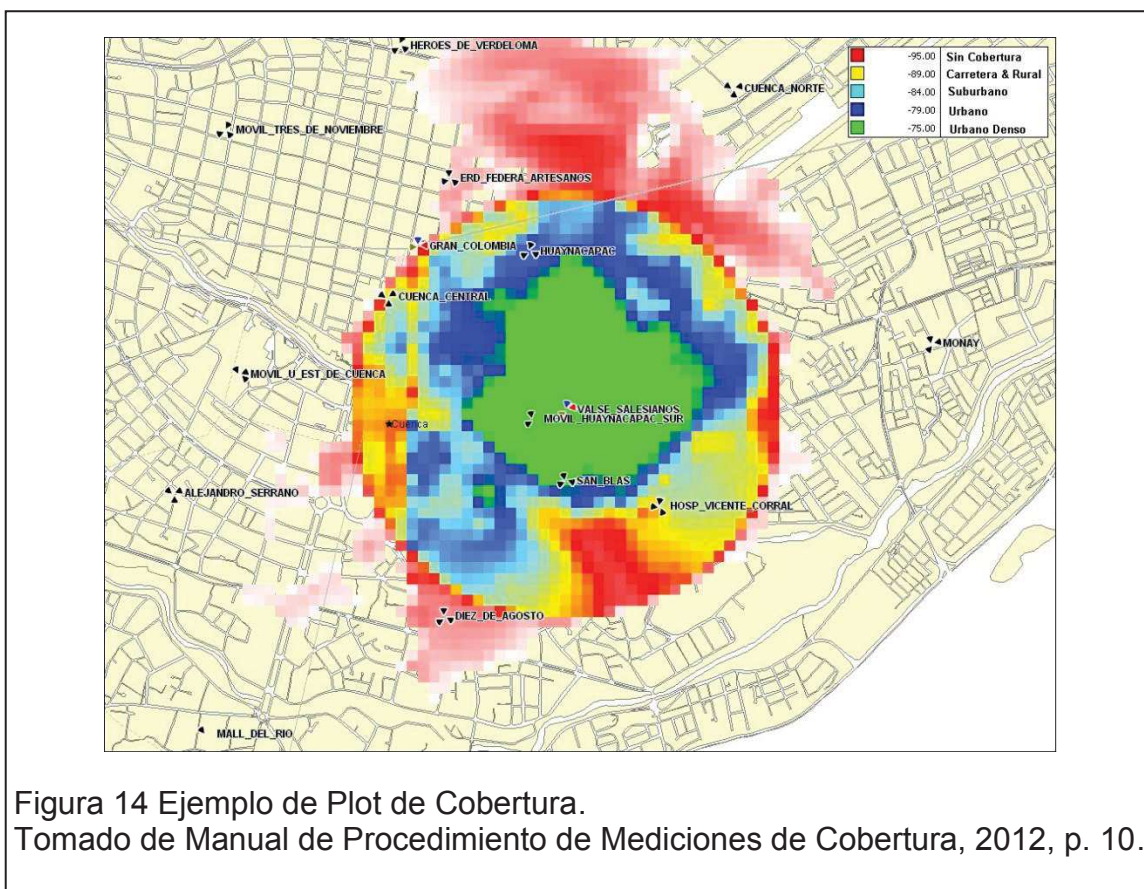 HEROES_DE_VERDELOMA
-95.00 Sin Cobertura
-89.00 Carretera & Rural
-84.00 Suburbano
-79.00 Urbano
-75.00 Urbano Denso
CUENCA_NORTE
MOVIL_TRES_DE_NOVIEMBRE
ERD_FEDERA_ARTESANOS
GRAN_COLOMBIA
HUAYNACAPAC
CUENCA_CENTRAL
MONAY
MOVIL_U_EST_DE_CUENCA
VALSE_SALESIANOS
MOVIL_HUAYNACAPAC_SUR
Cuenca
SAN_BLAS
ALEJANDRO_SERRANO
HOSP_VICENTE_CORRAL
DIEZ_DE_AGOSTO
MALL_DEL_RIO
Figura 14 Ejemplo de Plot de Cobertura.
Tomado de Manual de Procedimiento de Mediciones de Cobertura, 2012, p. 10.